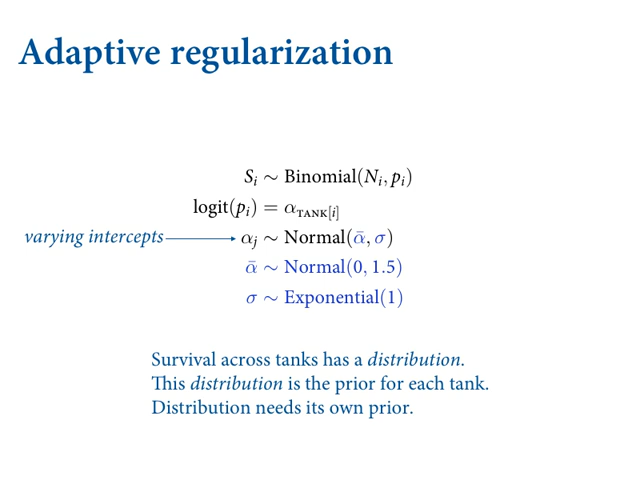 Adaptive regularization
Sᵢ ~ Binomial(Nᵢ, pᵢ)
logit(pᵢ) = α_TANK[i]
varying intercepts αⱼ ~ Normal(ᾱ, σ)
ᾱ ~ Normal(0, 1.5)
σ ~ Exponential(1)
Survival across tanks has a distribution.
This distribution is the prior for each tank.
Distribution needs its own prior.